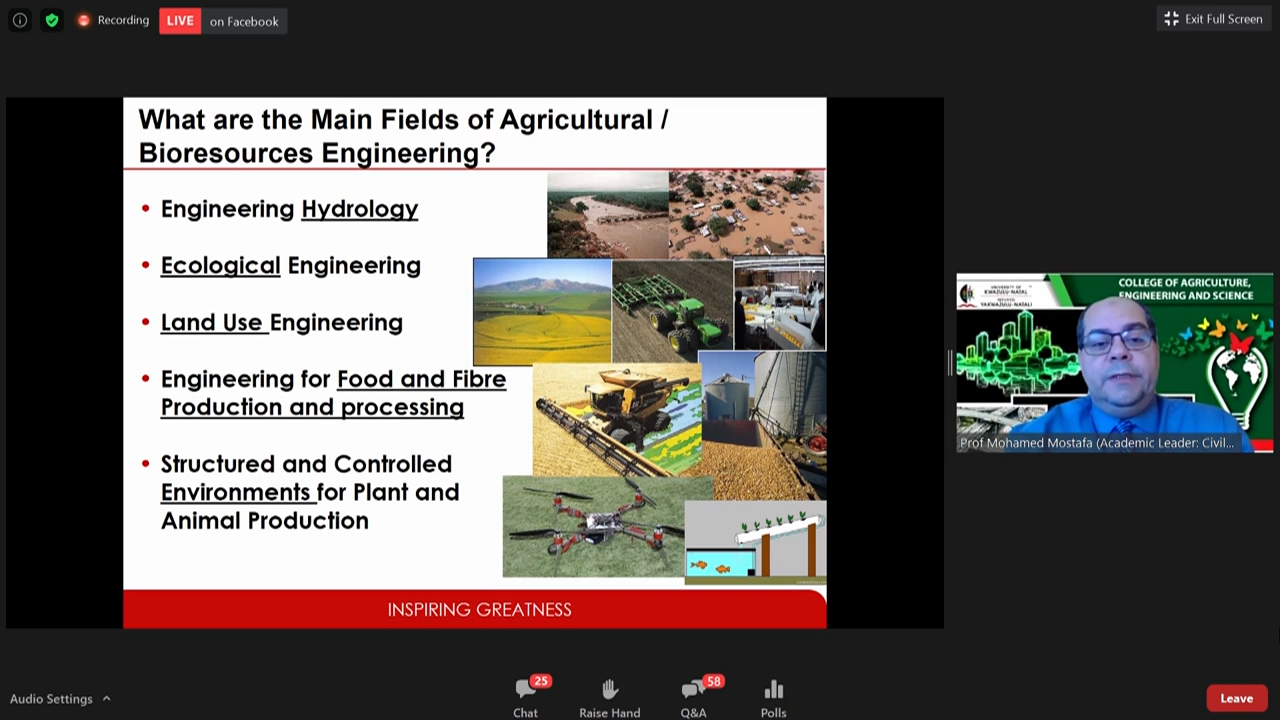 Recording
LIVE on Facebook
Exit Full Screen
What are the Main Fields of Agricultural /
Bioresources Engineering?
• Engineering Hydrology
• Ecological Engineering
• Land Use Engineering
• Engineering for Food and Fibre
Production and processing
• Structured and Controlled
Environments for Plant and
Animal Production
INSPIRING GREATNESS
UNIVERSITY OF
KWAZULU-NATAL
INYUVESI
YAKWAZULU-NATALI
COLLEGE OF AGRICULTURE,
ENGINEERING AND SCIENCE
Prof Mohamed Mostafa (Academic Leader: Civil...
Audio Settings
25
58
Chat
Raise Hand
Q&A
Polls
Leave